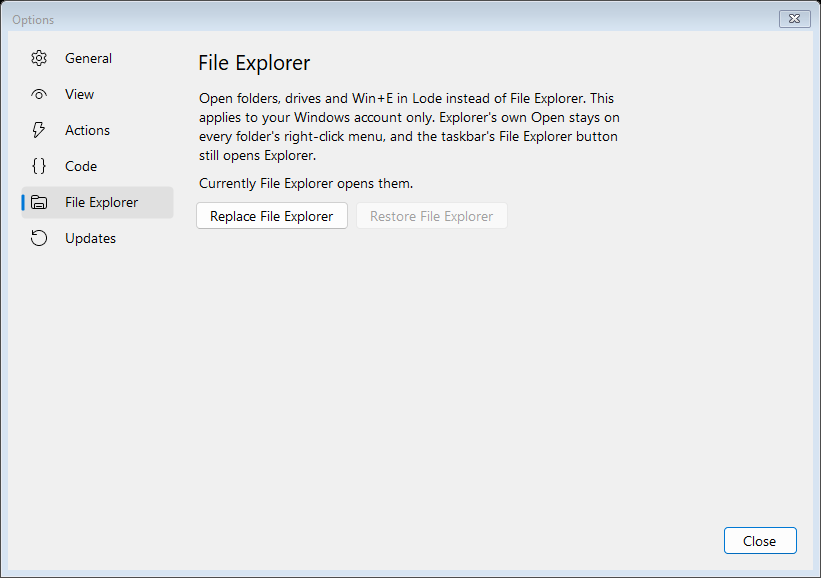 Options
General
View
Actions
Code
File Explorer
Updates
File Explorer
Open folders, drives and Win+E in Lode instead of File Explorer. This
applies to your Windows account only. Explorer's own Open stays on
every folder's right-click menu, and the taskbar's File Explorer button
still opens Explorer.
Currently File Explorer opens them.
Replace File Explorer
Restore File Explorer
Close